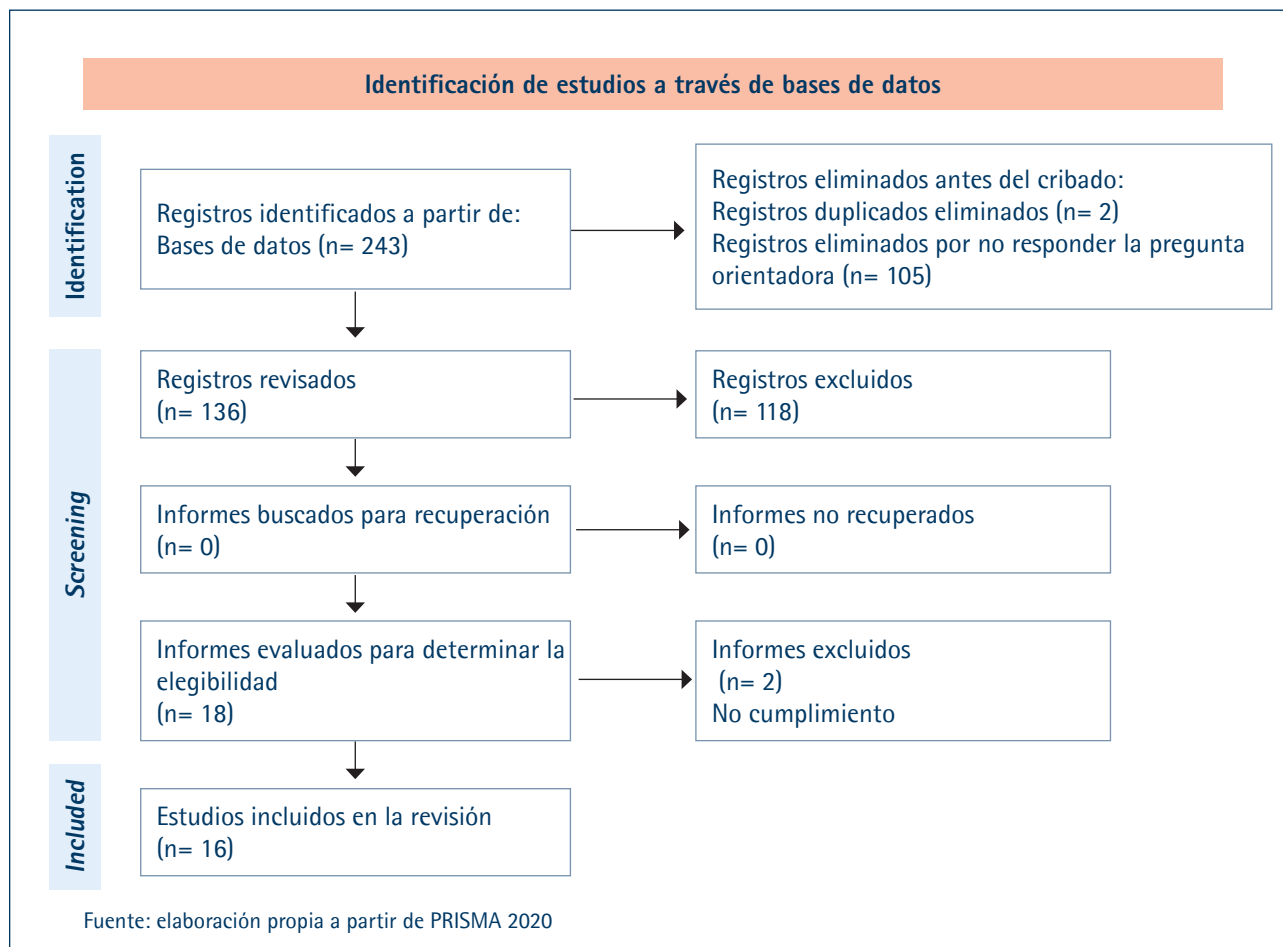 Identificación de estudios a través de bases de datos
Identification
Registros identificados a partir de:
Bases de datos (n= 243)
Registros eliminados antes del cribado:
Registros duplicados eliminados (n= 2)
Registros eliminados por no responder la pregunta
orientadora (n= 105)
Screening
Registros revisados
(n= 136)
Registros excluidos
(n= 118)
Informes buscados para recuperación
(n= 0)
Informes no recuperados
(n= 0)
Informes evaluados para determinar la
elegibilidad
(n= 18)
Informes excluidos
(n= 2)
No cumplimiento
Included
Estudios incluidos en la revisión
(n= 16)
Fuente: elaboración propia a partir de PRISMA 2020